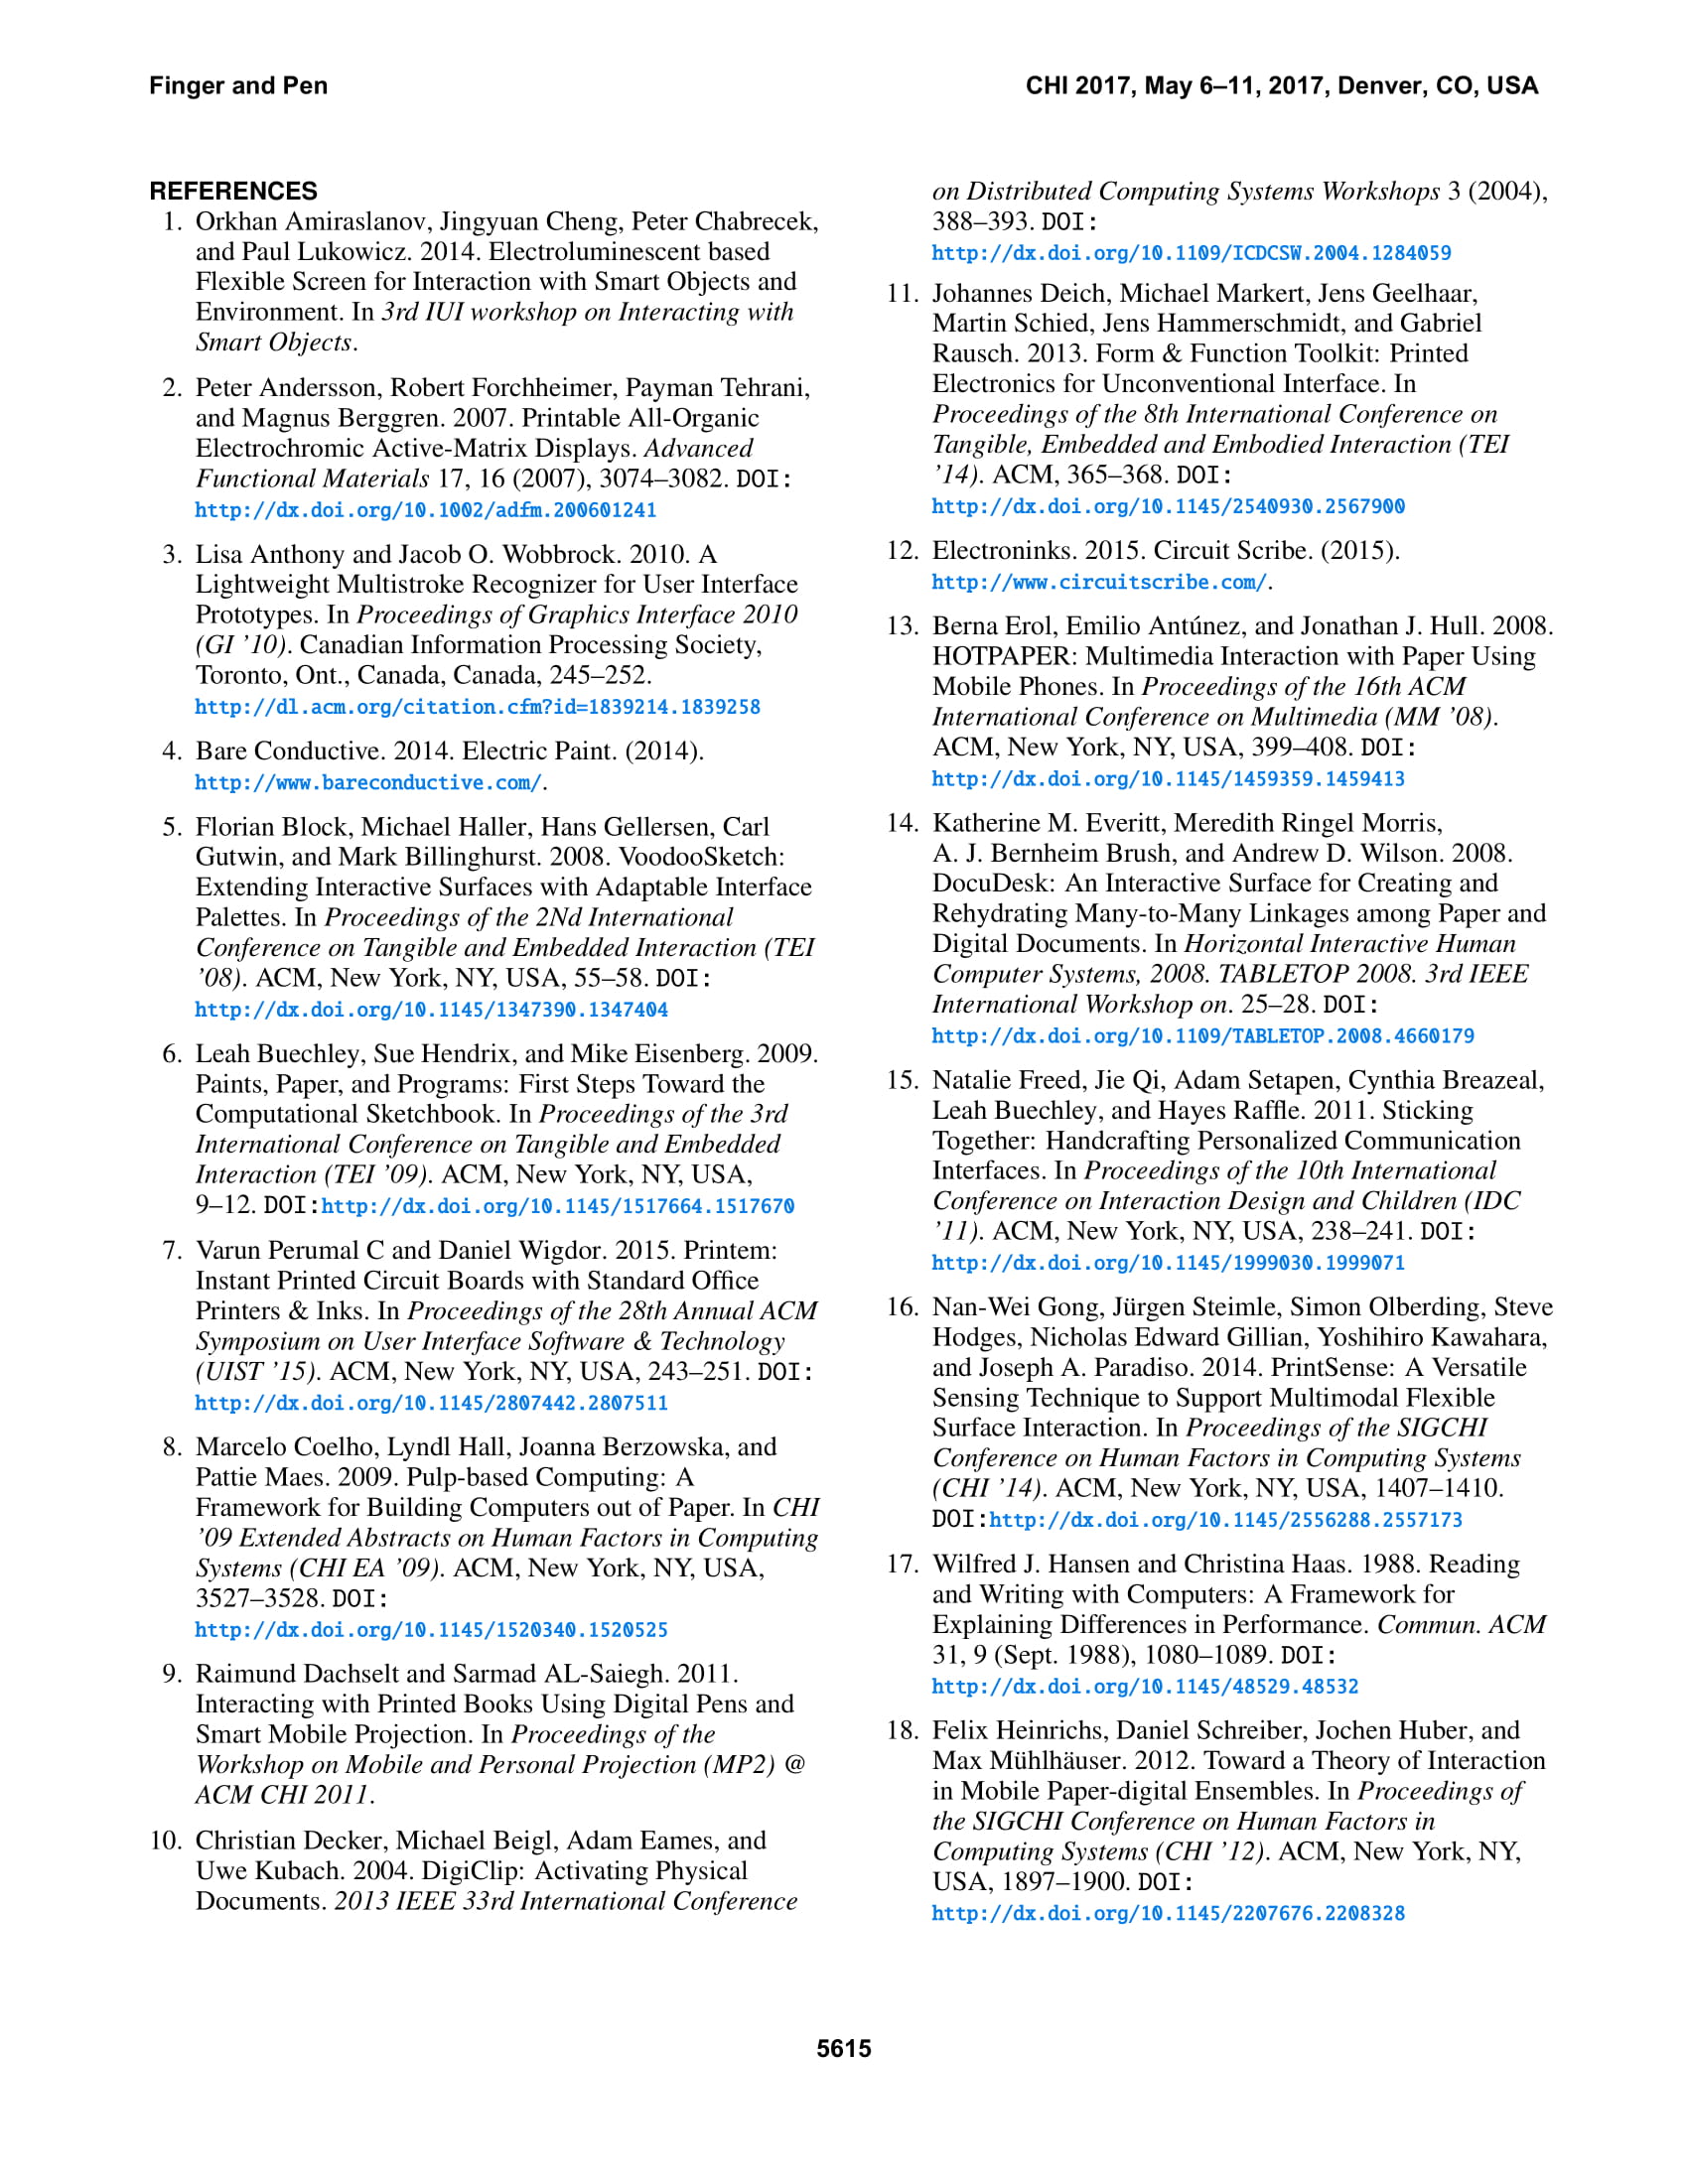 Finger and Pen
CHI 2017, May 6–11, 2017, Denver, CO, USA
REFERENCES
1. Orkhan Amiraslanov, Jingyuan Cheng, Peter Chabrecek,
and Paul Lukowicz. 2014. Electroluminescent based
Flexible Screen for Interaction with Smart Objects and
Environment. In 3rd IUI workshop on Interacting with
Smart Objects.
2. Peter Andersson, Robert Forchheimer, Payman Tehrani,
and Magnus Berggren. 2007. Printable All-Organic
Electrochromic Active-Matrix Displays. Advanced
Functional Materials 17, 16 (2007), 3074–3082. DOI:
http://dx.doi.org/10.1002/adfm.200601241
3. Lisa Anthony and Jacob O. Wobbrock. 2010. A
Lightweight Multistroke Recognizer for User Interface
Prototypes. In Proceedings of Graphics Interface 2010
(GI ’10). Canadian Information Processing Society,
Toronto, Ont., Canada, Canada, 245–252.
http://dl.acm.org/citation.cfm?id=1839214.1839258
4. Bare Conductive. 2014. Electric Paint. (2014).
http://www.bareconductive.com/.
5. Florian Block, Michael Haller, Hans Gellersen, Carl
Gutwin, and Mark Billinghurst. 2008. VoodooSketch:
Extending Interactive Surfaces with Adaptable Interface
Palettes. In Proceedings of the 2Nd International
Conference on Tangible and Embedded Interaction (TEI
’08). ACM, New York, NY, USA, 55–58. DOI:
http://dx.doi.org/10.1145/1347390.1347404
6. Leah Buechley, Sue Hendrix, and Mike Eisenberg. 2009.
Paints, Paper, and Programs: First Steps Toward the
Computational Sketchbook. In Proceedings of the 3rd
International Conference on Tangible and Embedded
Interaction (TEI ’09). ACM, New York, NY, USA,
9–12. DOI:http://dx.doi.org/10.1145/1517664.1517670
7. Varun Perumal C and Daniel Wigdor. 2015. Printem:
Instant Printed Circuit Boards with Standard Office
Printers & Inks. In Proceedings of the 28th Annual ACM
Symposium on User Interface Software & Technology
(UIST ’15). ACM, New York, NY, USA, 243–251. DOI:
http://dx.doi.org/10.1145/2807442.2807511
8. Marcelo Coelho, Lyndl Hall, Joanna Berzowska, and
Pattie Maes. 2009. Pulp-based Computing: A
Framework for Building Computers out of Paper. In CHI
’09 Extended Abstracts on Human Factors in Computing
Systems (CHI EA ’09). ACM, New York, NY, USA,
3527–3528. DOI:
http://dx.doi.org/10.1145/1520340.1520525
9. Raimund Dachselt and Sarmad AL-Saiegh. 2011.
Interacting with Printed Books Using Digital Pens and
Smart Mobile Projection. In Proceedings of the
Workshop on Mobile and Personal Projection (MP2) @
ACM CHI 2011.
10. Christian Decker, Michael Beigl, Adam Eames, and
Uwe Kubach. 2004. DigiClip: Activating Physical
Documents. 2013 IEEE 33rd International Conference
on Distributed Computing Systems Workshops 3 (2004),
388–393. DOI:
http://dx.doi.org/10.1109/ICDCSW.2004.1284059
11. Johannes Deich, Michael Markert, Jens Geelhaar,
Martin Schied, Jens Hammerschmidt, and Gabriel
Rausch. 2013. Form & Function Toolkit: Printed
Electronics for Unconventional Interface. In
Proceedings of the 8th International Conference on
Tangible, Embedded and Embodied Interaction (TEI
’14). ACM, 365–368. DOI:
http://dx.doi.org/10.1145/2540930.2567900
12. Electroninks. 2015. Circuit Scribe. (2015).
http://www.circuitscribe.com/.
13. Berna Erol, Emilio Antúnez, and Jonathan J. Hull. 2008.
HOTPAPER: Multimedia Interaction with Paper Using
Mobile Phones. In Proceedings of the 16th ACM
International Conference on Multimedia (MM ’08).
ACM, New York, NY, USA, 399–408. DOI:
http://dx.doi.org/10.1145/1459359.1459413
14. Katherine M. Everitt, Meredith Ringel Morris,
A. J. Bernheim Brush, and Andrew D. Wilson. 2008.
DocuDesk: An Interactive Surface for Creating and
Rehydrating Many-to-Many Linkages among Paper and
Digital Documents. In Horizontal Interactive Human
Computer Systems, 2008. TABLETOP 2008. 3rd IEEE
International Workshop on. 25–28. DOI:
http://dx.doi.org/10.1109/TABLETOP.2008.4660179
15. Natalie Freed, Jie Qi, Adam Setapen, Cynthia Breazeal,
Leah Buechley, and Hayes Raffle. 2011. Sticking
Together: Handcrafting Personalized Communication
Interfaces. In Proceedings of the 10th International
Conference on Interaction Design and Children (IDC
’11). ACM, New York, NY, USA, 238–241. DOI:
http://dx.doi.org/10.1145/1999030.1999071
16. Nan-Wei Gong, Jürgen Steimle, Simon Olberding, Steve
Hodges, Nicholas Edward Gillian, Yoshihiro Kawahara,
and Joseph A. Paradiso. 2014. PrintSense: A Versatile
Sensing Technique to Support Multimodal Flexible
Surface Interaction. In Proceedings of the SIGCHI
Conference on Human Factors in Computing Systems
(CHI ’14). ACM, New York, NY, USA, 1407–1410.
DOI:http://dx.doi.org/10.1145/2556288.2557173
17. Wilfred J. Hansen and Christina Haas. 1988. Reading
and Writing with Computers: A Framework for
Explaining Differences in Performance. Commun. ACM
31, 9 (Sept. 1988), 1080–1089. DOI:
http://dx.doi.org/10.1145/48529.48532
18. Felix Heinrichs, Daniel Schreiber, Jochen Huber, and
Max Mühlhäuser. 2012. Toward a Theory of Interaction
in Mobile Paper-digital Ensembles. In Proceedings of
the SIGCHI Conference on Human Factors in
Computing Systems (CHI ’12). ACM, New York, NY,
USA, 1897–1900. DOI:
http://dx.doi.org/10.1145/2207676.2208328
5615